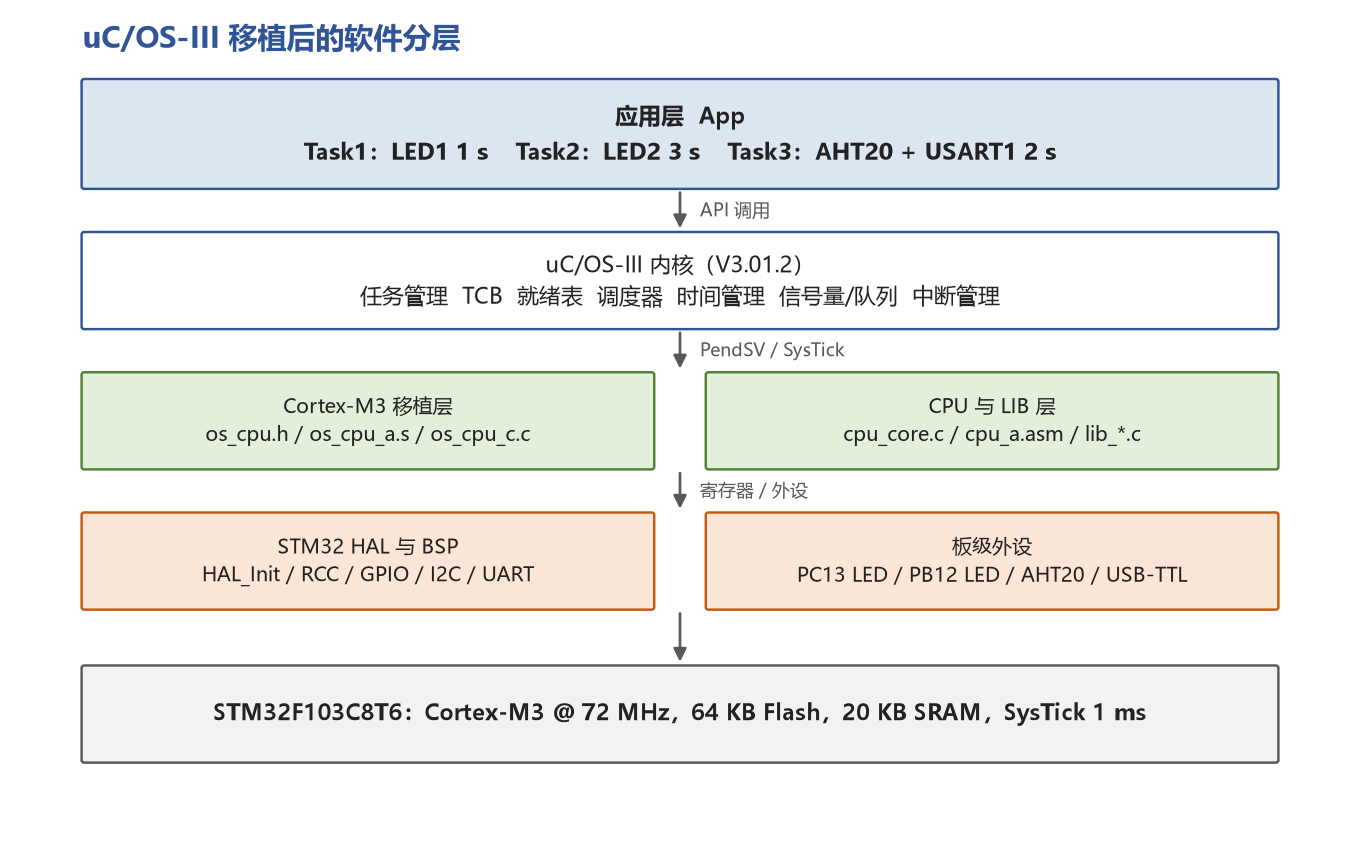 uC/OS-III 移植后的软件分层
应用层 App
Task1：LED1 1 s Task2：LED2 3 s Task3：AHT20 + USART1 2 s
API 调用
uC/OS-III 内核（V3.01.2）
任务管理 TCB 就绪表 调度器 时间管理 信号量/队列 中断管理
PendSV / SysTick
Cortex-M3 移植层
os_cpu.h / os_cpu_a.s / os_cpu_c.c
CPU 与 LIB 层
cpu_core.c / cpu_a.asm / lib_*.c
寄存器 / 外设
STM32 HAL 与 BSP
HAL_Init / RCC / GPIO / I2C / UART
板级外设
PC13 LED / PB12 LED / AHT20 / USB-TTL
STM32F103C8T6：Cortex-M3 @ 72 MHz，64 KB Flash，20 KB SRAM，SysTick 1 ms